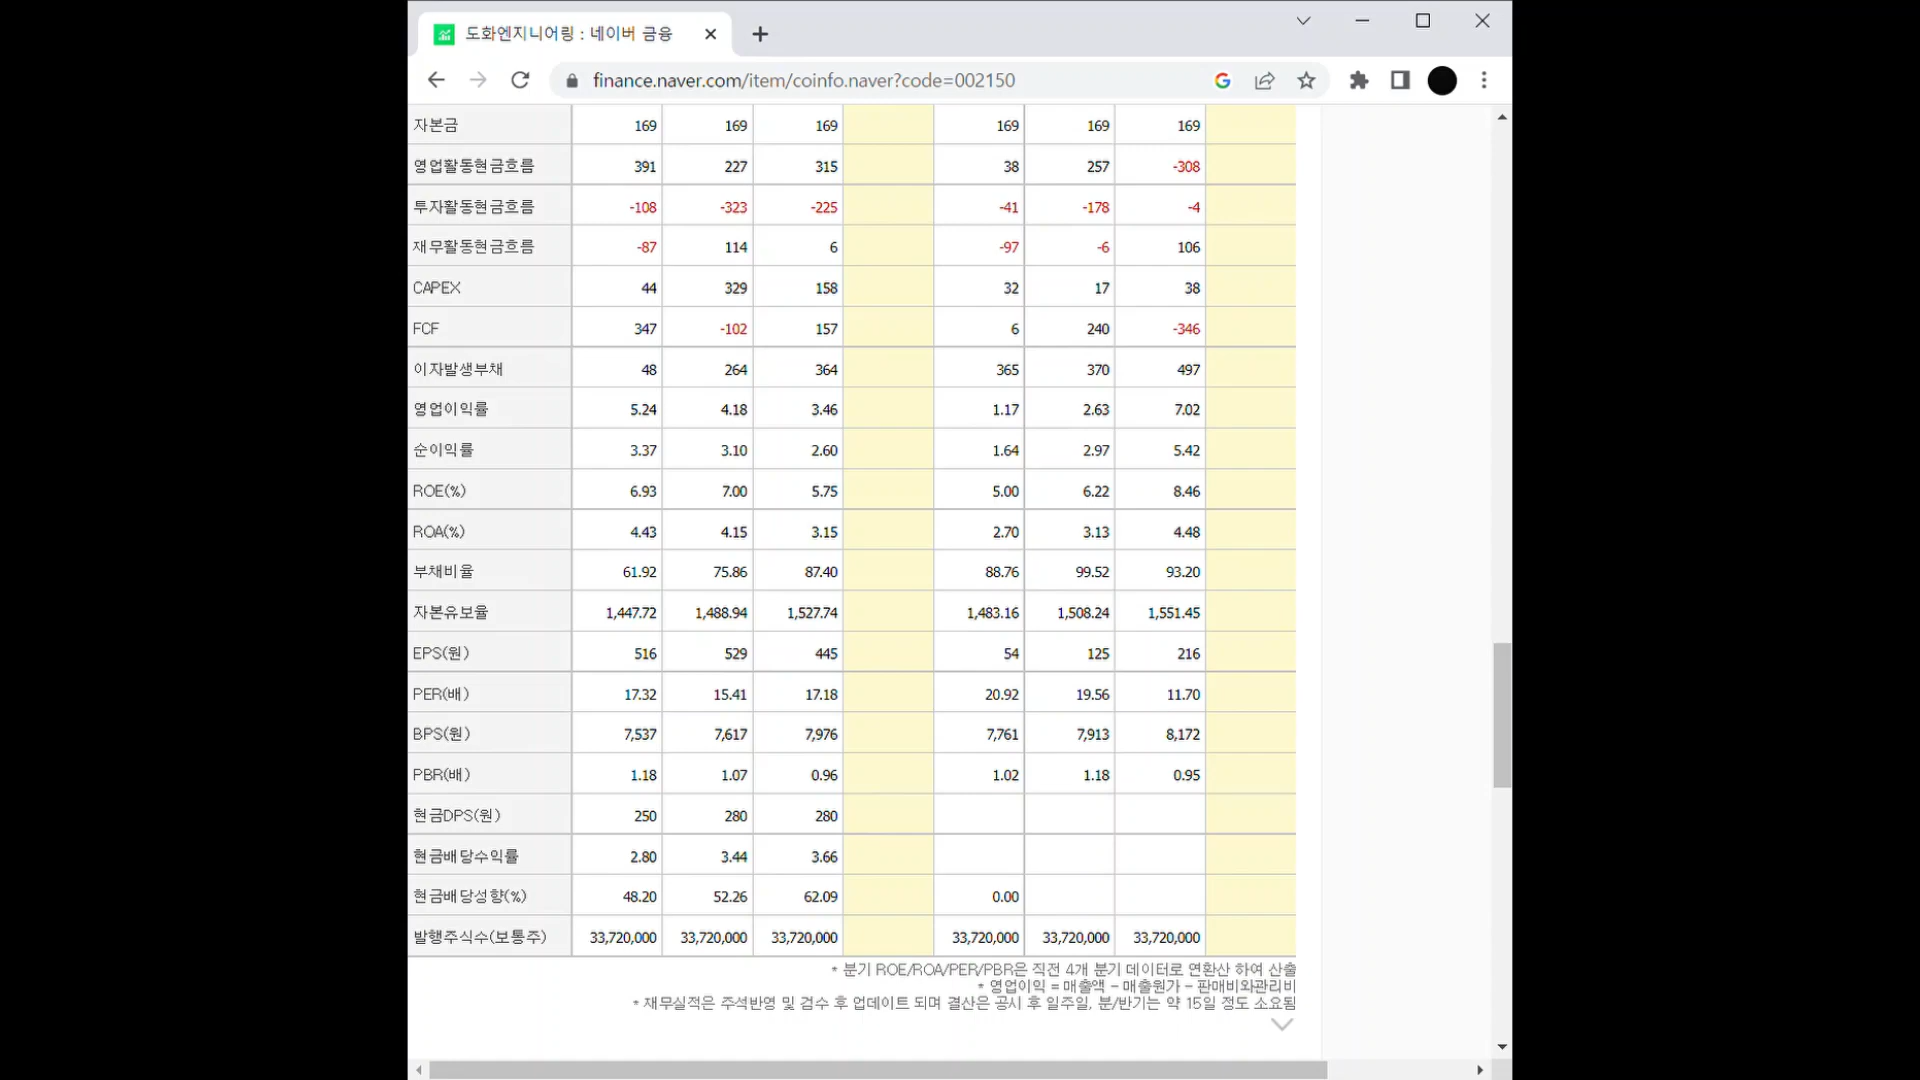 도화엔지니어링 : 네이버 금융
finance.naver.com/item/coinfo.naver?code=002150
자본금 169 169 169 169 169 169
영업활동현금흐름 391 227 315 38 257 -308
투자활동현금흐름 -108 -323 -225 -41 -178 -4
재무활동현금흐름 -87 114 6 -97 -6 106
CAPEX 44 329 158 32 17 38
FCF 347 -102 157 6 240 -346
이자발생부채 48 264 364 365 370 497
영업이익률 5.24 4.18 3.46 1.17 2.63 7.02
순이익률 3.37 3.10 2.60 1.64 2.97 5.42
ROE(%) 6.93 7.00 5.75 5.00 6.22 8.46
ROA(%) 4.43 4.15 3.15 2.70 3.13 4.48
부채비율 61.92 75.86 87.40 88.76 99.52 93.20
자본유보율 1,447.72 1,488.94 1,527.74 1,483.16 1,508.24 1,551.45
EPS(원) 516 529 445 54 125 216
PER(배) 17.32 15.41 17.18 20.92 19.56 11.70
BPS(원) 7,537 7,617 7,976 7,761 7,913 8,172
PBR(배) 1.18 1.07 0.96 1.02 1.18 0.95
현금DPS(원) 250 280 280
현금배당수익률 2.80 3.44 3.66
현금배당성향(%) 48.20 52.26 62.09 0.00
발행주식수(보통주) 33,720,000 33,720,000 33,720,000 33,720,000 33,720,000 33,720,000
* 분기 ROE/ROA/PER/PBR은 직전 4개 분기 데이터로 연환산 하여 산출
* 영업이익 = 매출액 - 매출원가 - 판매비와관리비
* 재무실적은 주석반영 및 검수 후 업데이트 되며 결산은 공시 후 일주일, 분/반기는 약 15일 정도 소요됨